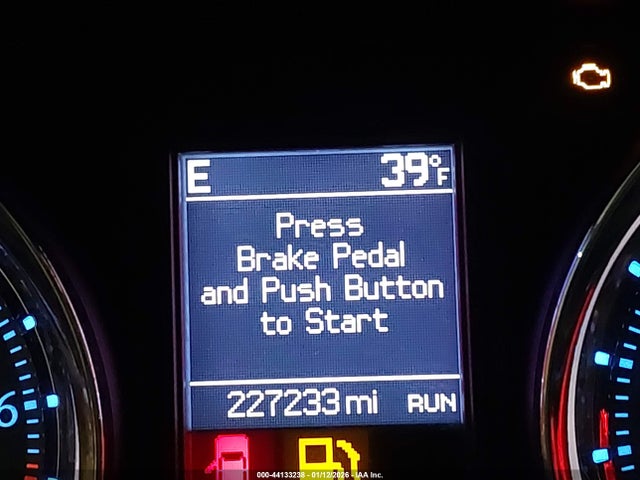 E 39°F
Press
Brake Pedal
and Push Button
to Start
227233 mi RUN
6
000-44133238 - 01/12/2026 - IAA Inc.